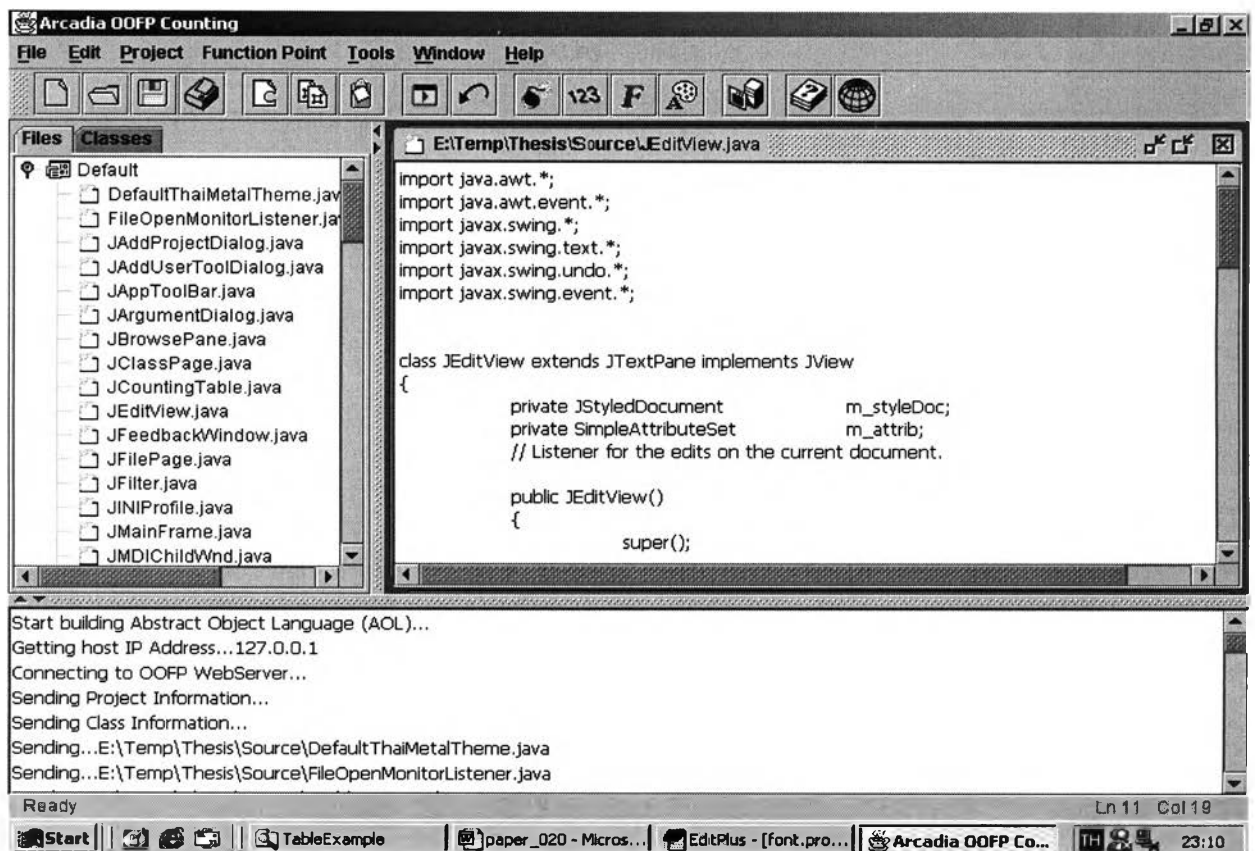 Arcadia OOFP Counting
File Edit Project Function Point Tools Window Help
123 F A
Files Classes
Default
DefaultThaiMetalTheme.jav
FileOpenMonitorListener.ja
JAddProjectDialog.java
JAddUserToolDialog.java
JAppToolBar.java
JArgumentDialog.java
JBrowsePane.java
JClassPage.java
JCountingTable.java
JEditView.java
JFeedbackWindow.java
JFilePage.java
JFilter.java
JINIProfile.java
JMainFrame.java
JMDIChildWnd.java
E:\Temp\Thesis\Source\JEditView.java
import java.awt.*;
import java.awt.event.*;
import javax.swing.*;
import javax.swing.text.*;
import javax.swing.undo.*;
import javax.swing.event.*;
class JEditView extends JTextPane implements JView
{
private JStyledDocument m_styleDoc;
private SimpleAttributeSet m_attrib;
// Listener for the edits on the current document.
public JEditView()
{
super();
Start building Abstract Object Language (AOL)...
Getting host IP Address...127.0.0.1
Connecting to OOFP WebServer...
Sending Project Information...
Sending Class Information...
Sending...E:\Temp\Thesis\Source\DefaultThaiMetalTheme.java
Sending...E:\Temp\Thesis\Source\FileOpenMonitorListener.java
Ready Ln 11 Col 19
Start TableExample paper_020 - Micros... EditPlus - [font.pro... Arcadia OOFP Co... TH 23:10